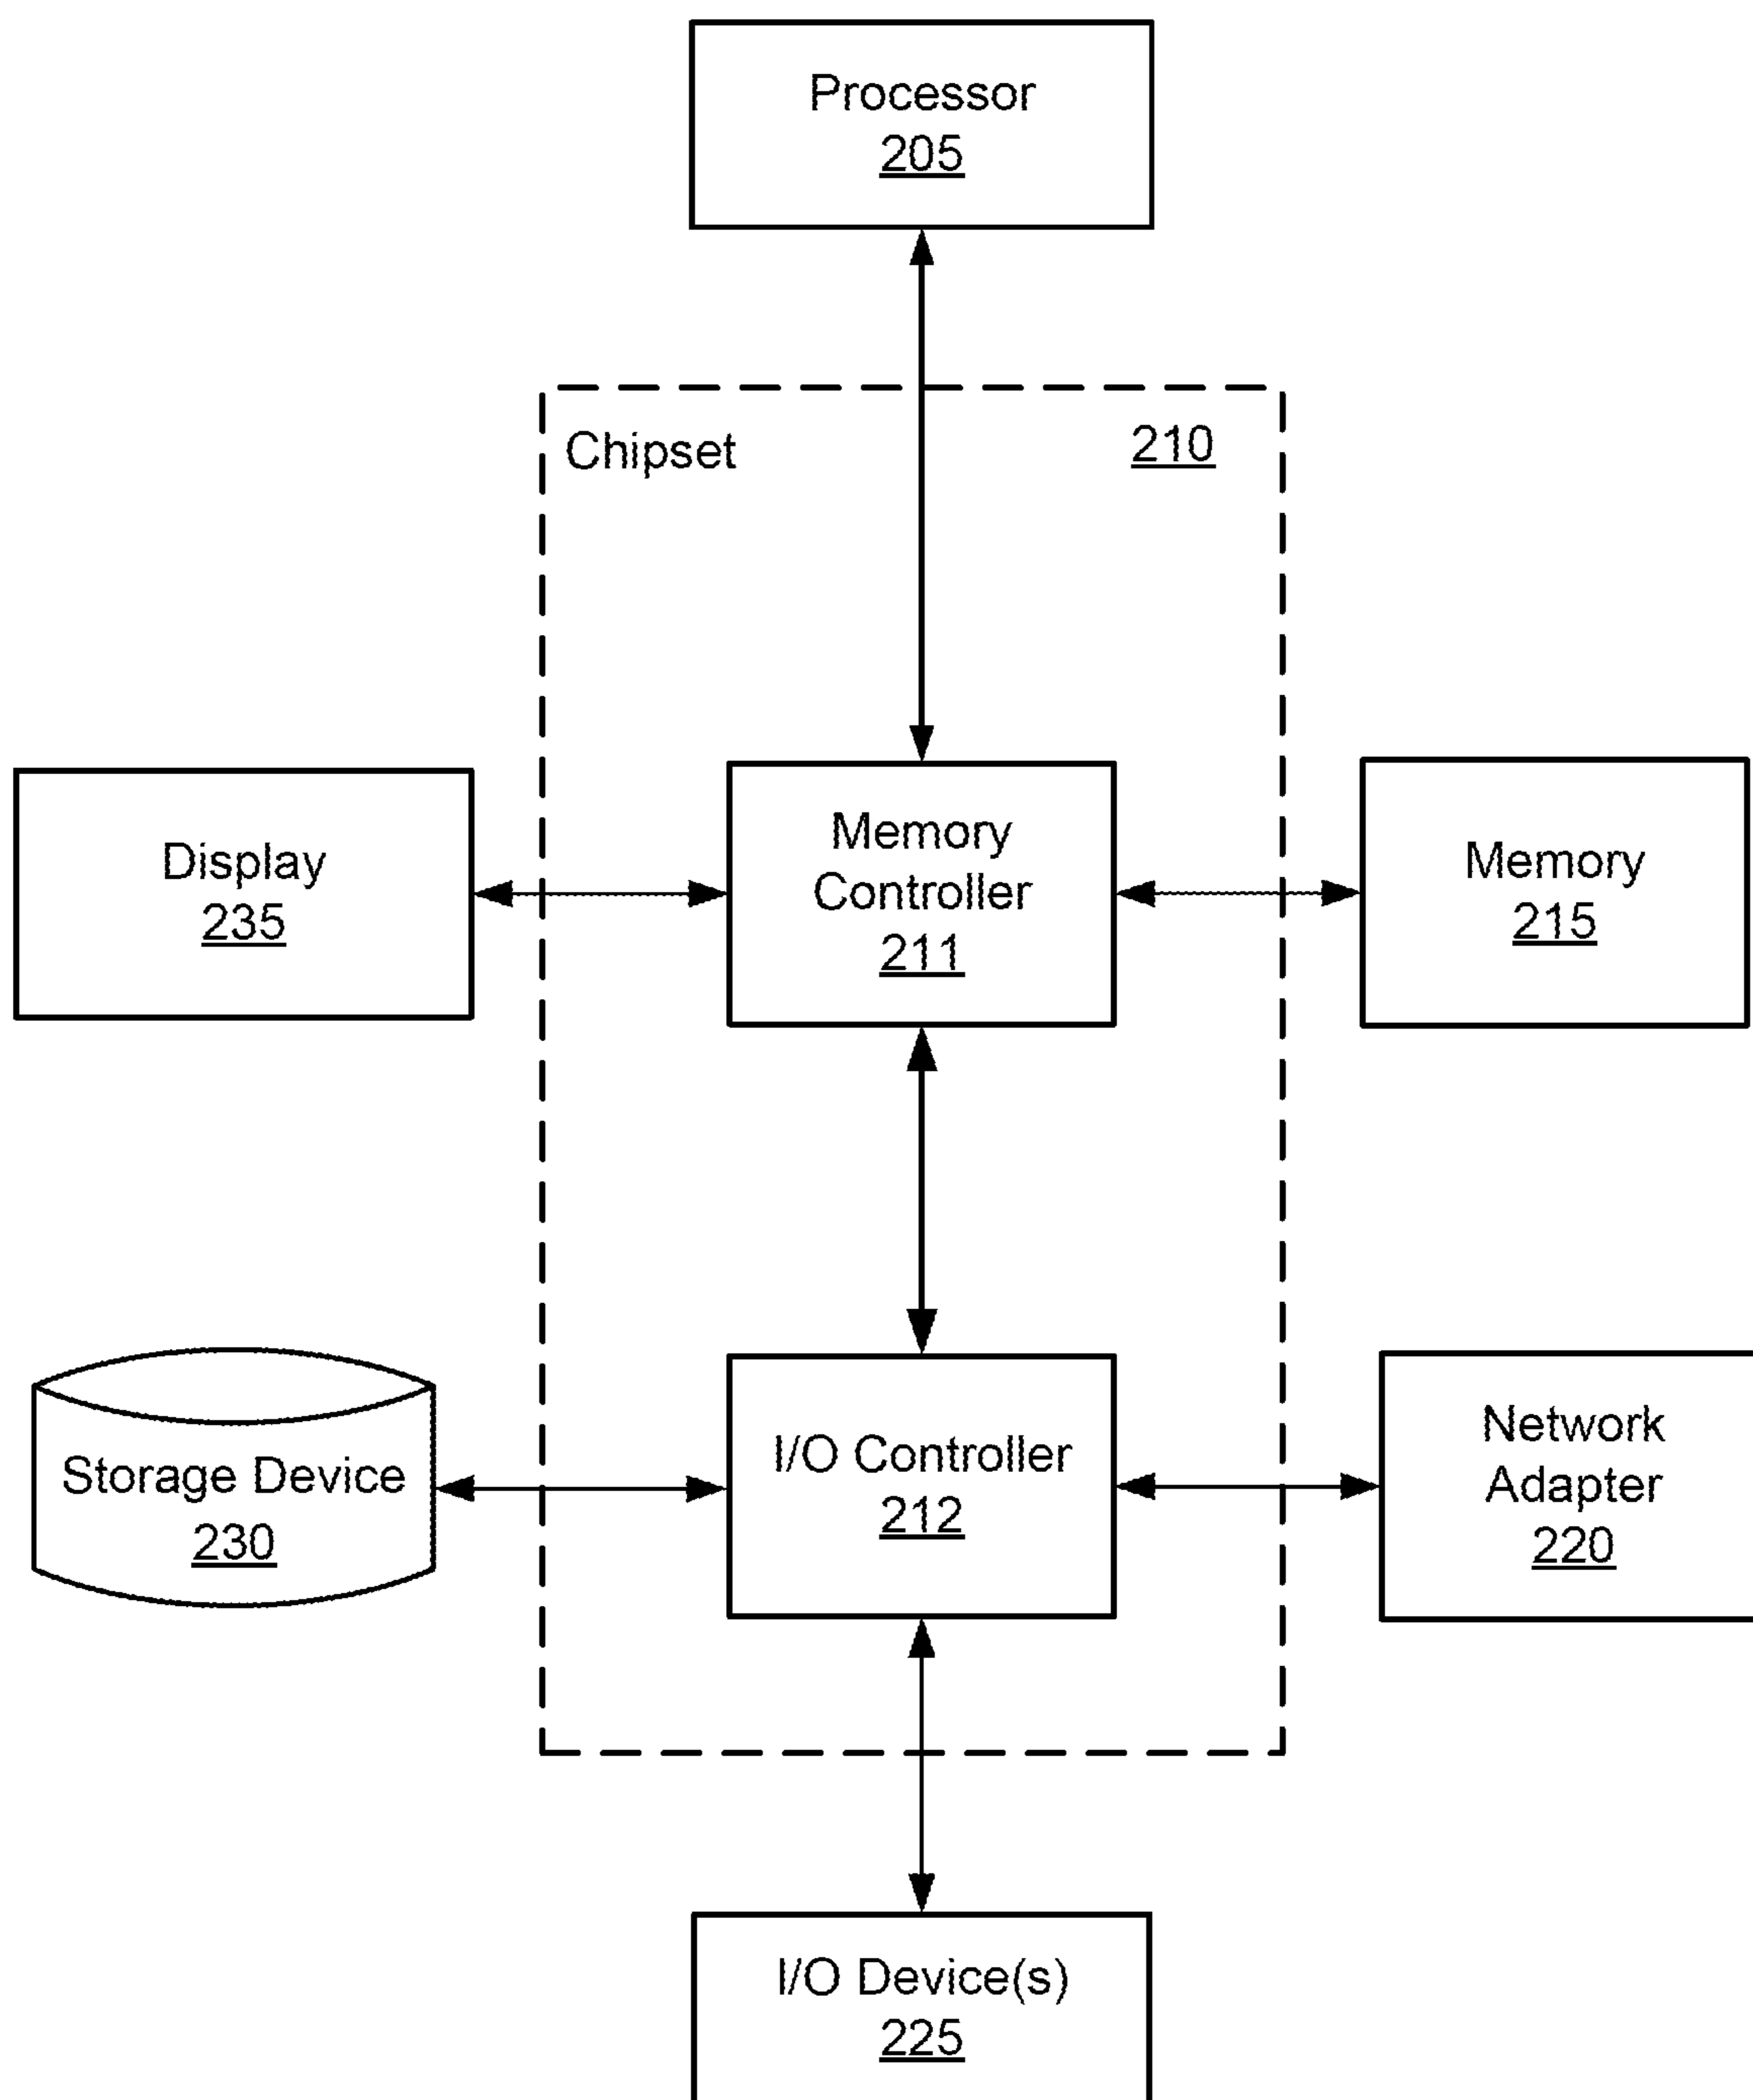 Processor
205
Chipset
210
Display
235
Memory
Controller
211
Memory
215
Storage Device
230
I/O Controller
212
Network
Adapter
220
I/O Device(s)
225